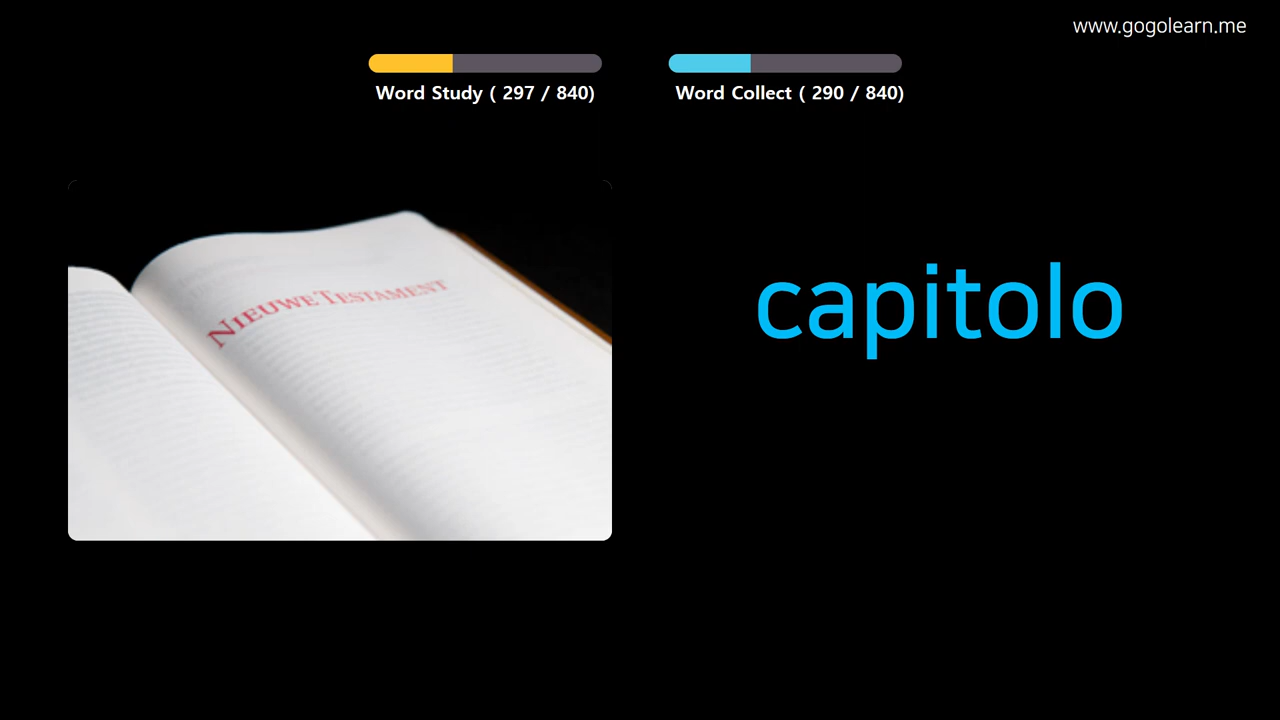 www.gogolearn.me
Word Study ( 297 / 840)
Word Collect ( 290 / 840)
NIEUWE TESTAMENT
capitolo